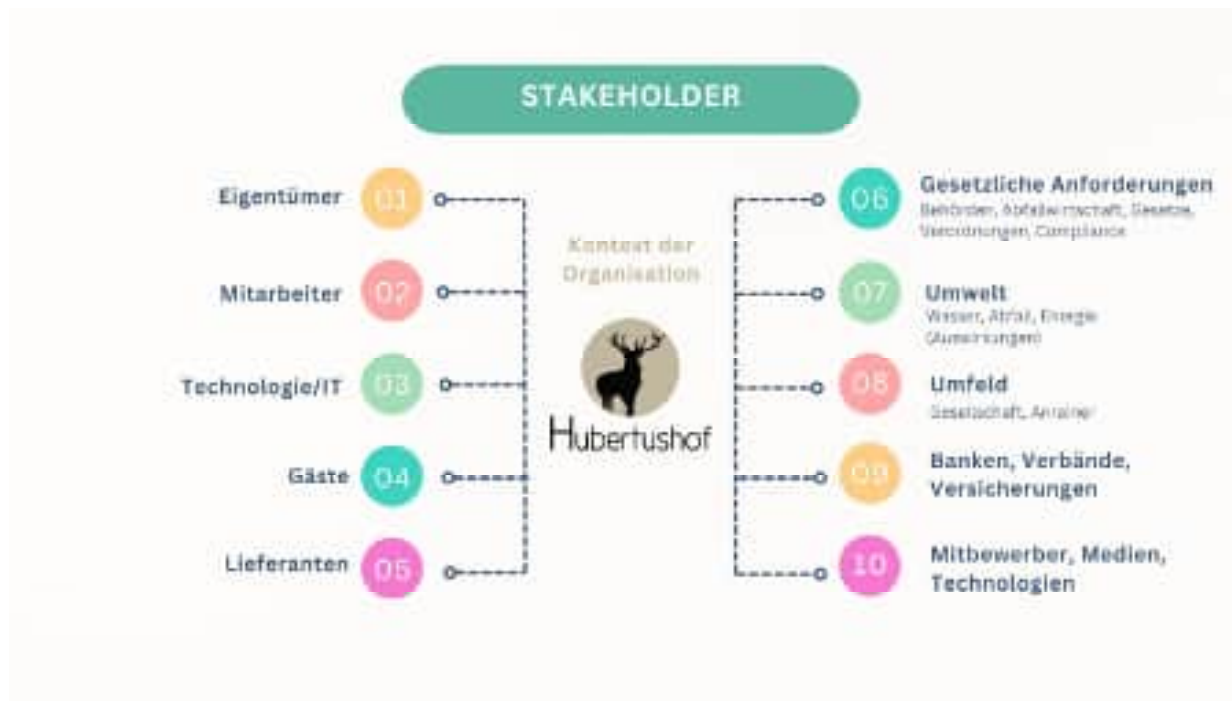 STAKEHOLDER
Eigentümer 01
Mitarbeiter 02
Technologie/IT 03
Gäste 04
Lieferanten 05
Kontext der
Organisation
Hubertushof
06 Gesetzliche Anforderungen
Behörden, Abfallwirtschaft, Gesetze,
Verordnungen, Compliance
07 Umwelt
Wasser, Abfall, Energie
(Auswirkungen)
08 Umfeld
Gesellschaft, Anrainer
09 Banken, Verbände,
Versicherungen
10 Mitbewerber, Medien,
Technologien